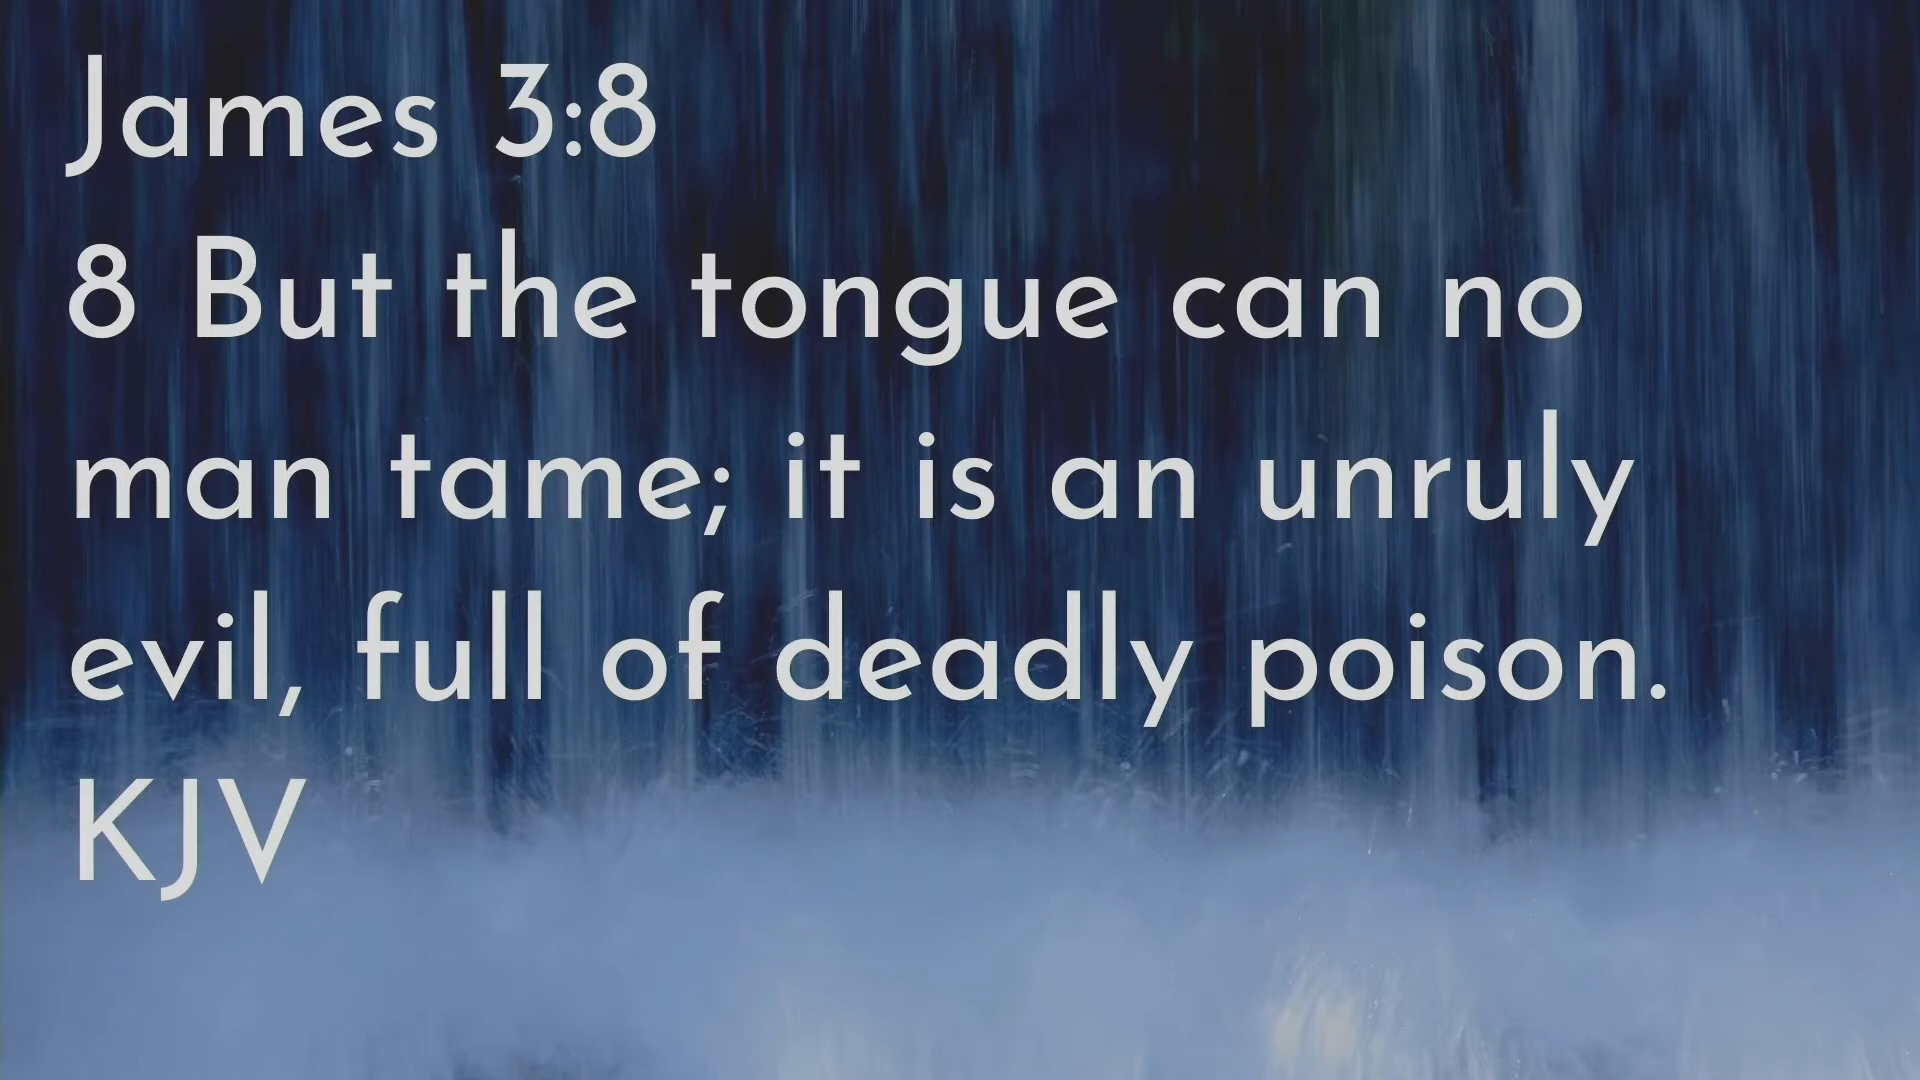 James 3:8
8 But the tongue can no
man tame; it is an unruly
evil, full of deadly poison.
KJV